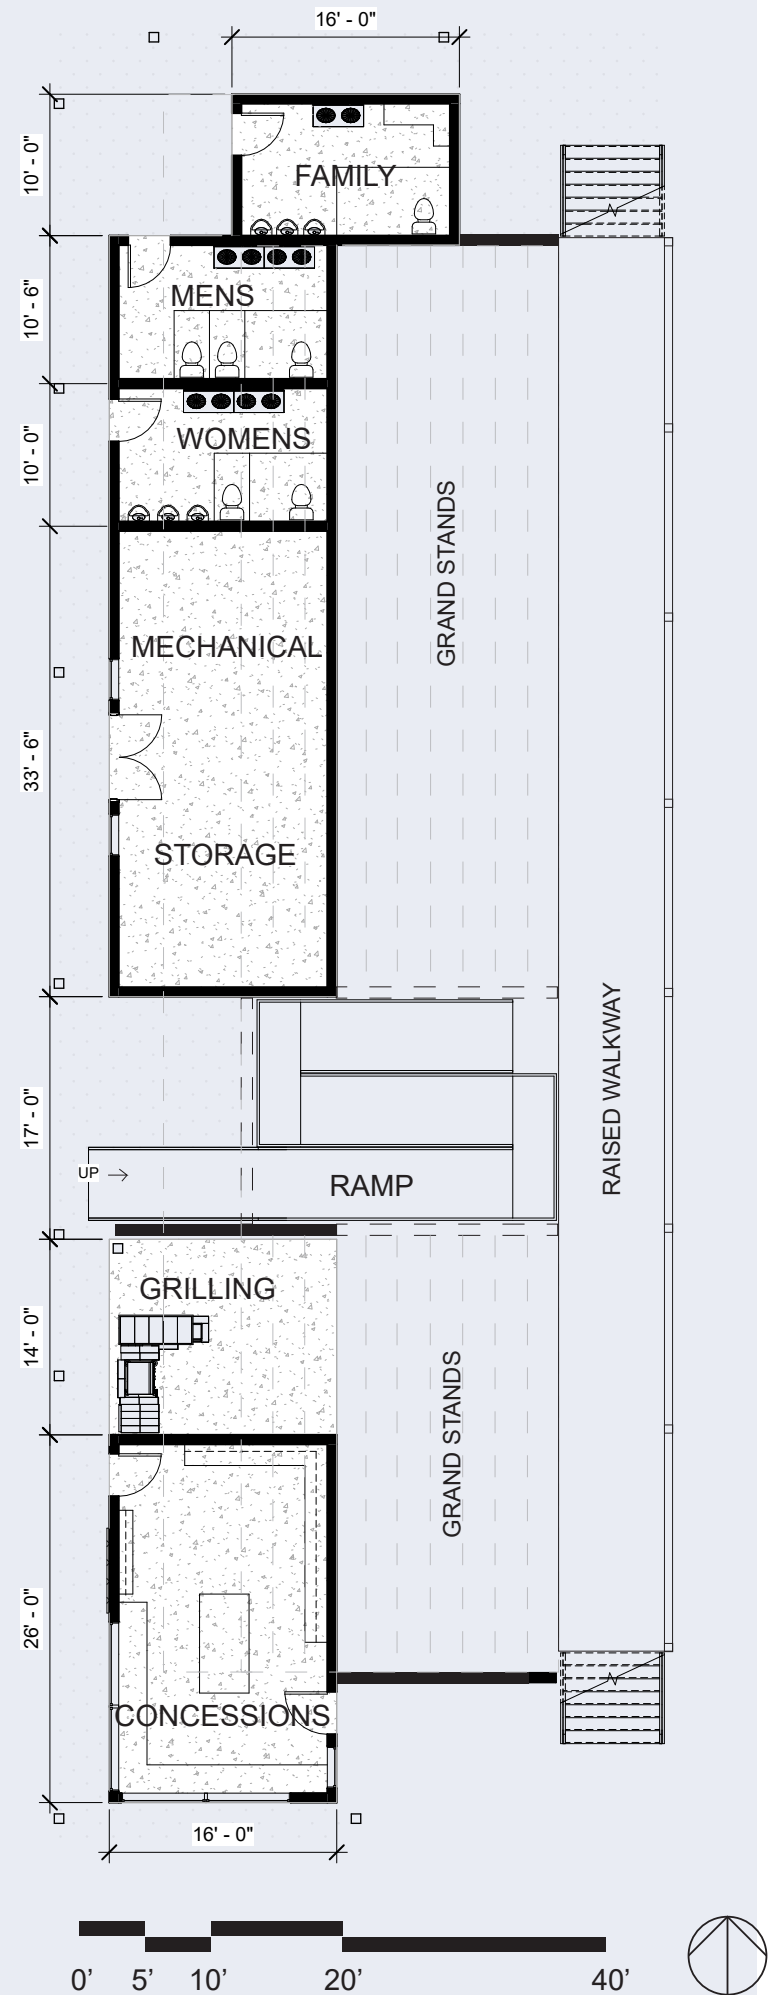 16' - 0"
10' - 0"
FAMILY
10' - 6"
MENS
10' - 0"
WOMENS
GRAND STANDS
MECHANICAL
33' - 6"
STORAGE
RAISED WALKWAY
17' - 0"
UP
RAMP
GRILLING
14' - 0"
GRAND STANDS
26' - 0"
CONCESSIONS
16' - 0"
0' 5' 10' 20' 40'